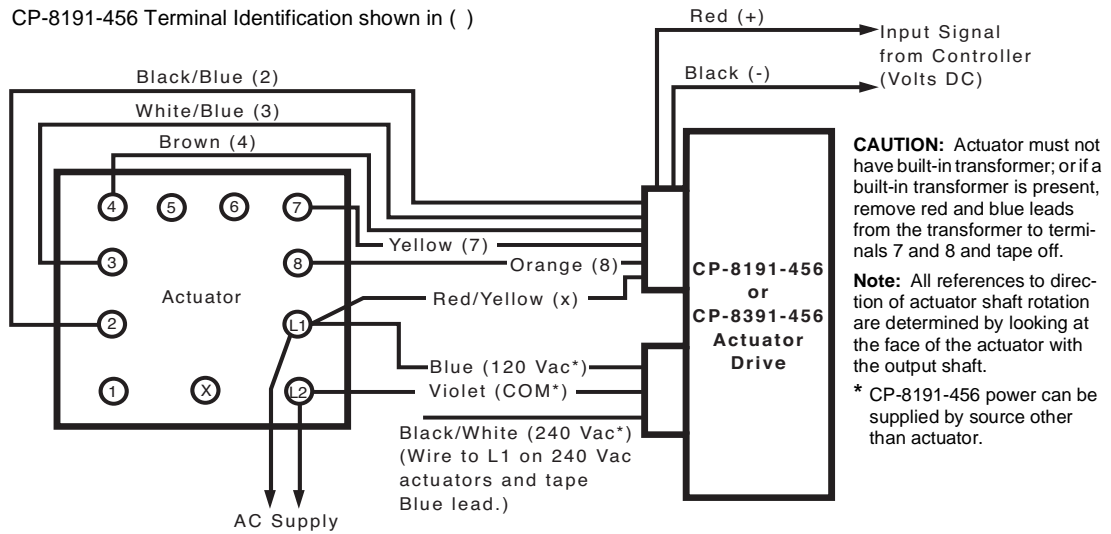 CP-8191-456 Terminal Identification shown in ( )
Red (+)
Input Signal
from Controller
(Volts DC)
Black (-)
Black/Blue (2)
White/Blue (3)
Brown (4)
4
5
6
7
Yellow (7)
3
8
Orange (8)
Actuator
Red/Yellow (x)
2
L1
Blue (120 Vac*)
1
X
L2
Violet (COM*)
Black/White (240 Vac*)
(Wire to L1 on 240 Vac
actuators and tape
Blue lead.)
AC Supply
CP-8191-456
or
CP-8391-456
Actuator
Drive
CAUTION: Actuator must not
have built-in transformer; or if a
built-in transformer is present,
remove red and blue leads
from the transformer to termi-
nals 7 and 8 and tape off.
Note: All references to direc-
tion of actuator shaft rotation
are determined by looking at
the face of the actuator with
the output shaft.
* CP-8191-456 power can be
supplied by source other
than actuator.